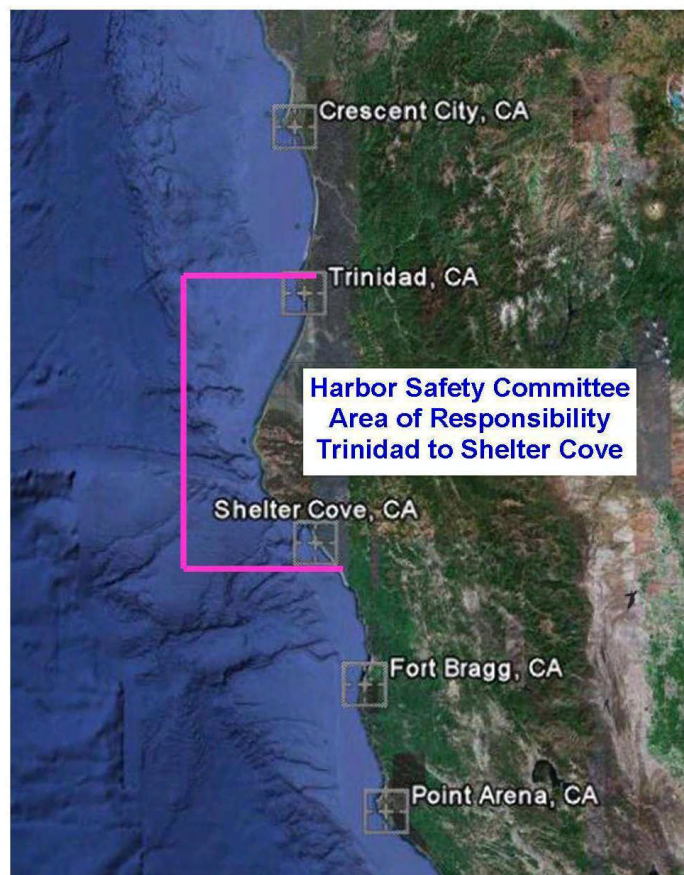 Crescent City, CA
Trinidad, CA
Harbor Safety Committee
Area of Responsibility
Trinidad to Shelter Cove
Shelter Cove, CA
Fort Bragg, CA
Point Arena, CA